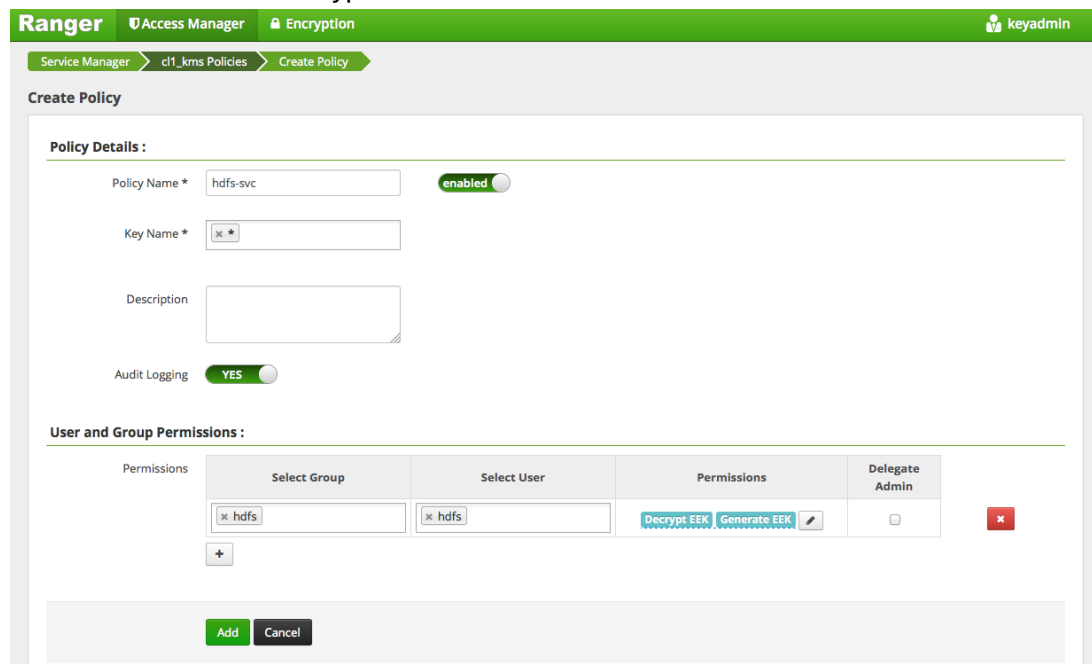 Ranger Access Manager Encryption keyadmin
Service Manager cl1_kms Policies Create Policy
Create Policy
Policy Details :
Policy Name * hdfs-svc enabled
Key Name * × *
Description
Audit Logging YES
User and Group Permissions :
Permissions Select Group Select User Permissions Delegate Admin
× hdfs × hdfs Decrypt EEK Generate EEK
+
Add Cancel